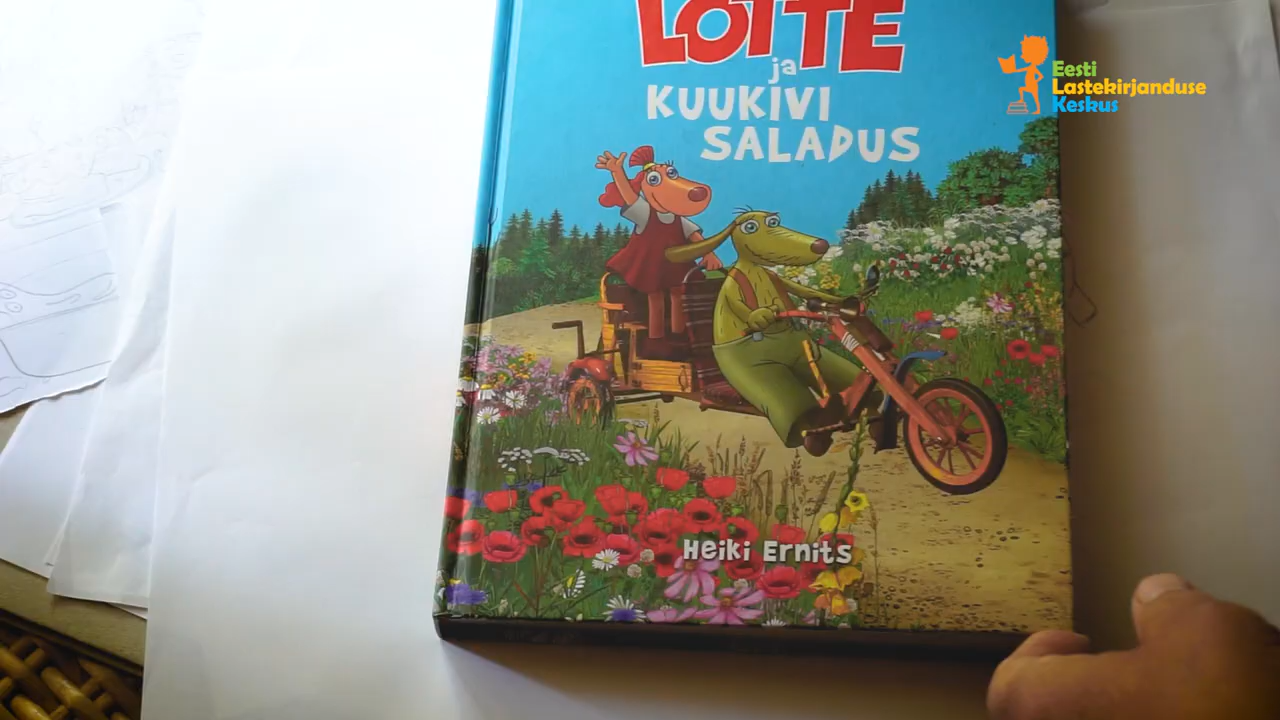 LOTTE
ja
KUUKIVI
SALADUS
Heiki Ernits
Eesti
Lastekirjanduse
Keskus